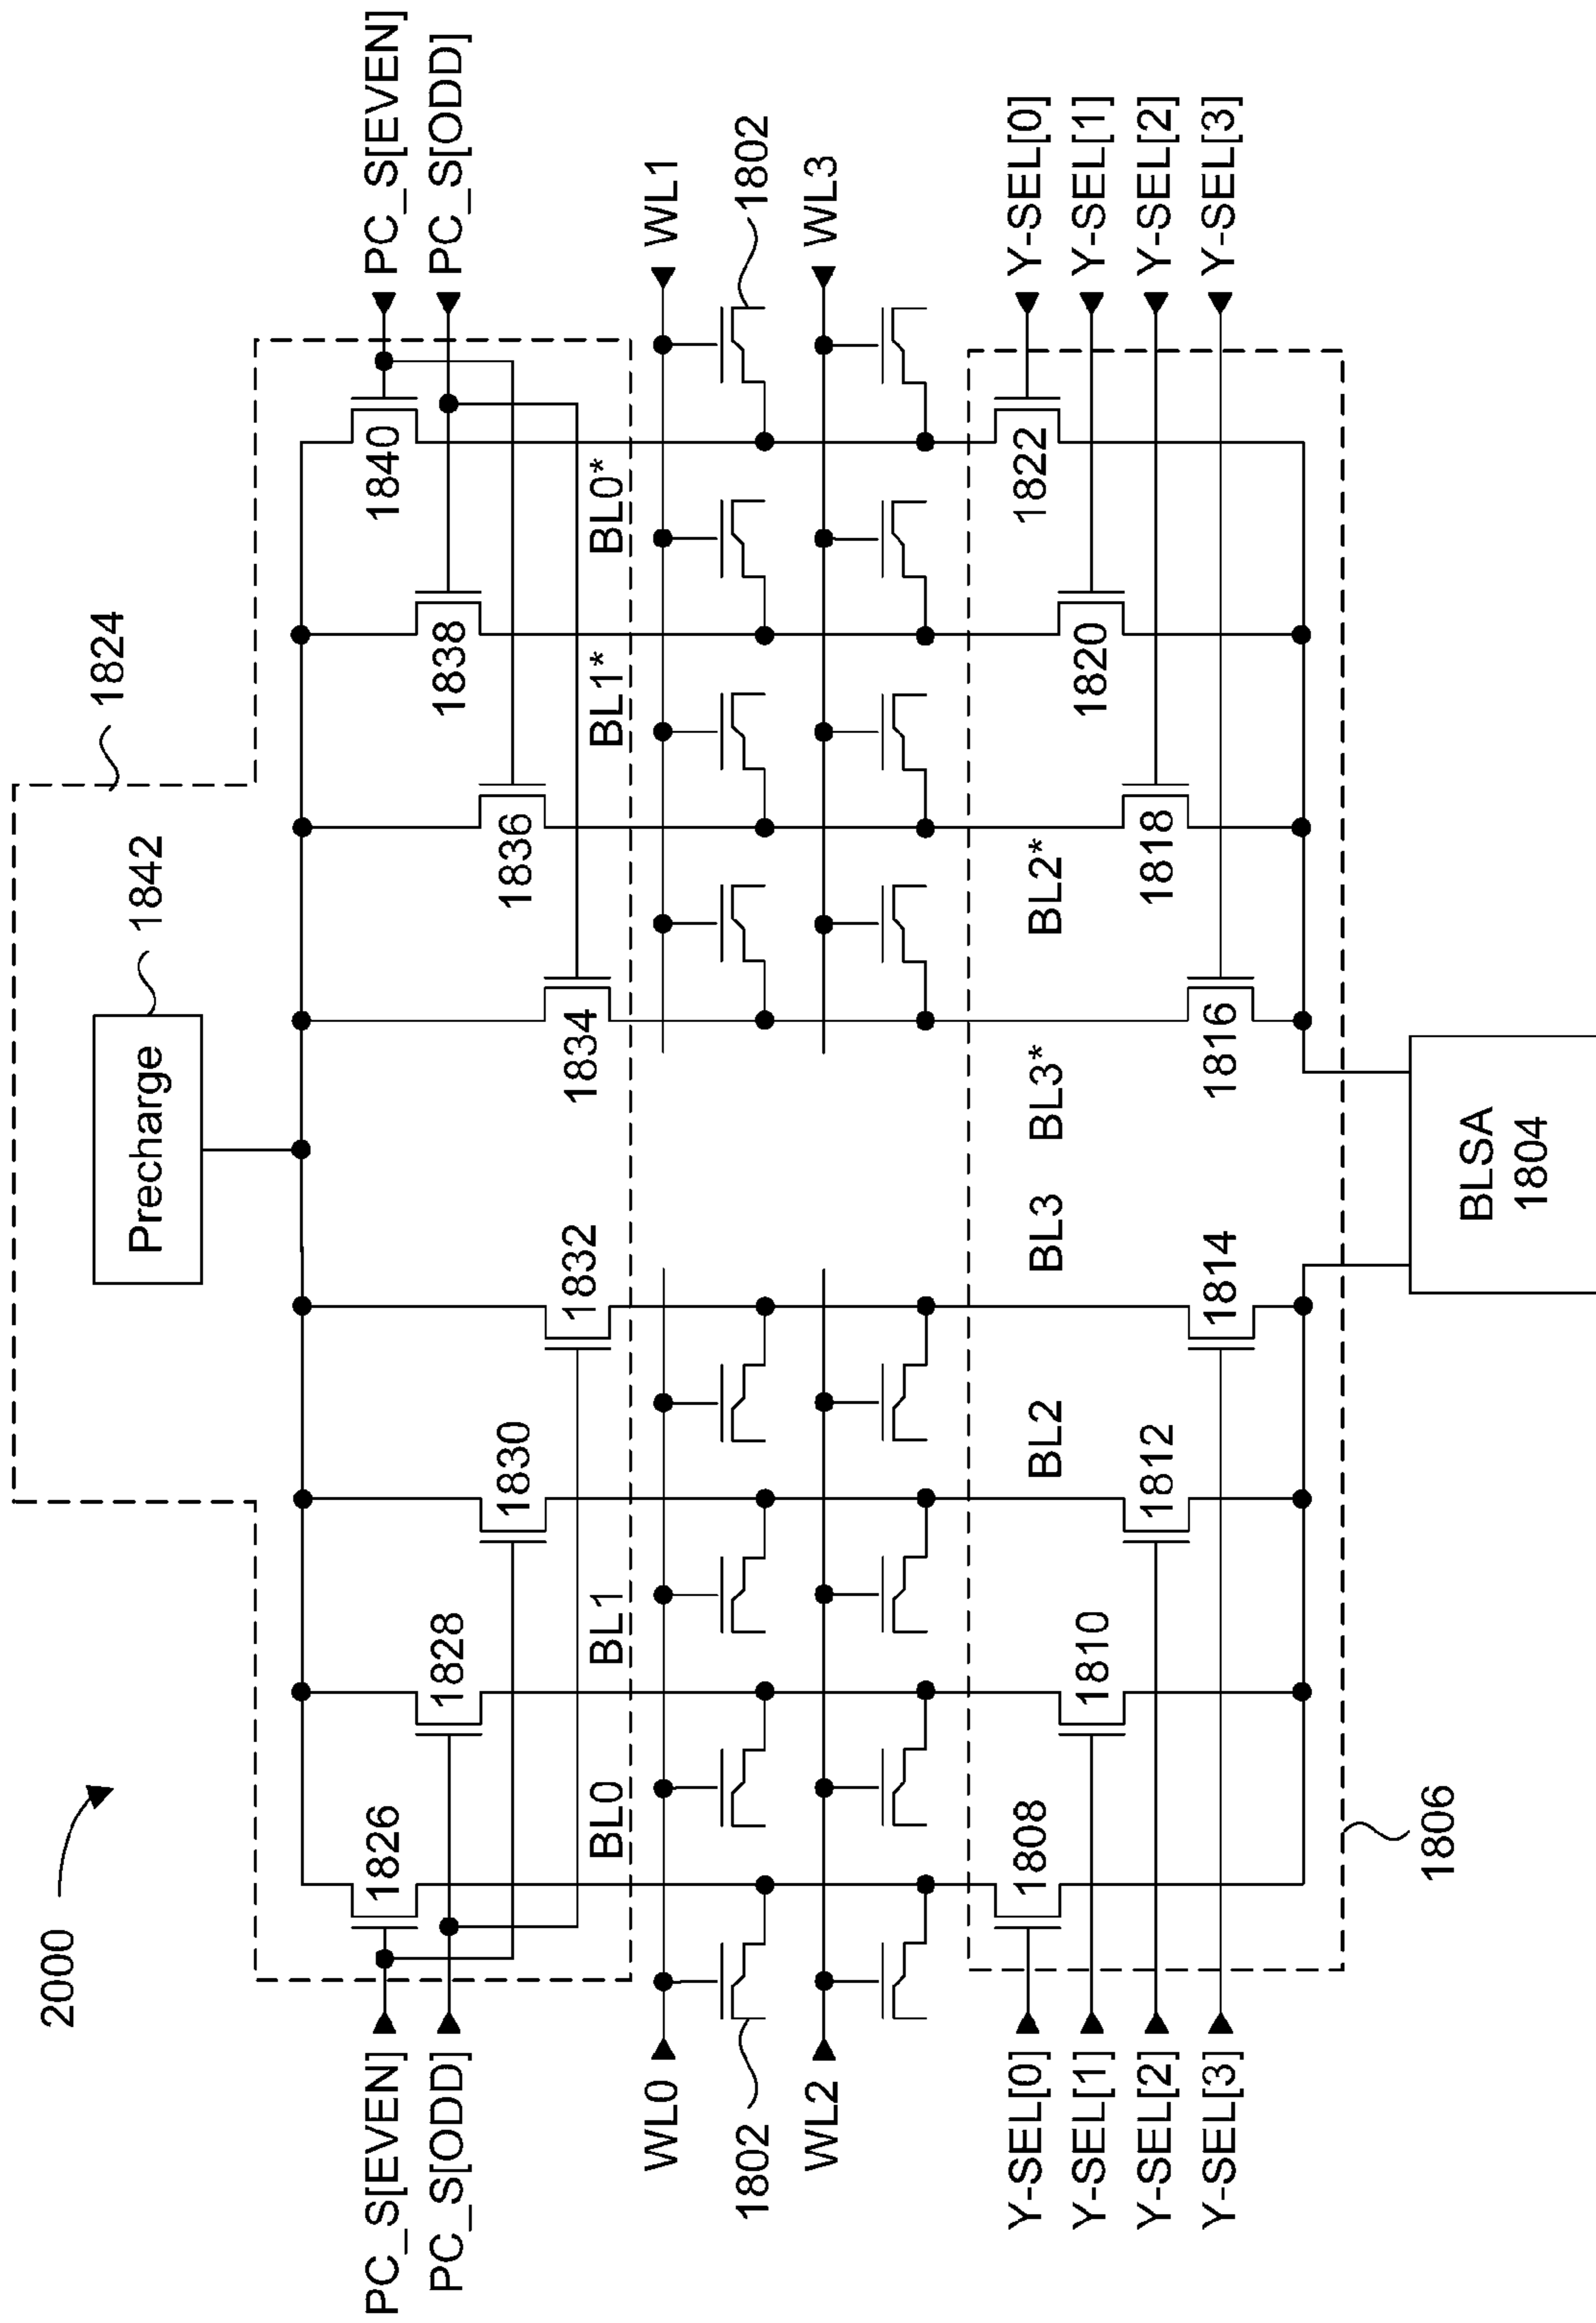 2000
1824
Precharge
1842
PC_S[EVEN]
PC_S[ODD]
1826
1828
1830
1832
1834
1836
1838
1840
PC_S[EVEN]
PC_S[ODD]
BL0
BL1
BL1*
BL0*
WL0
WL1
1802
1802
WL2
WL3
BL2
BL3
BL3*
BL2*
Y-SEL[0]
Y-SEL[1]
Y-SEL[2]
Y-SEL[3]
1808
1810
1812
1814
1816
1818
1820
1822
Y-SEL[0]
Y-SEL[1]
Y-SEL[2]
Y-SEL[3]
1806
BLSA
1804